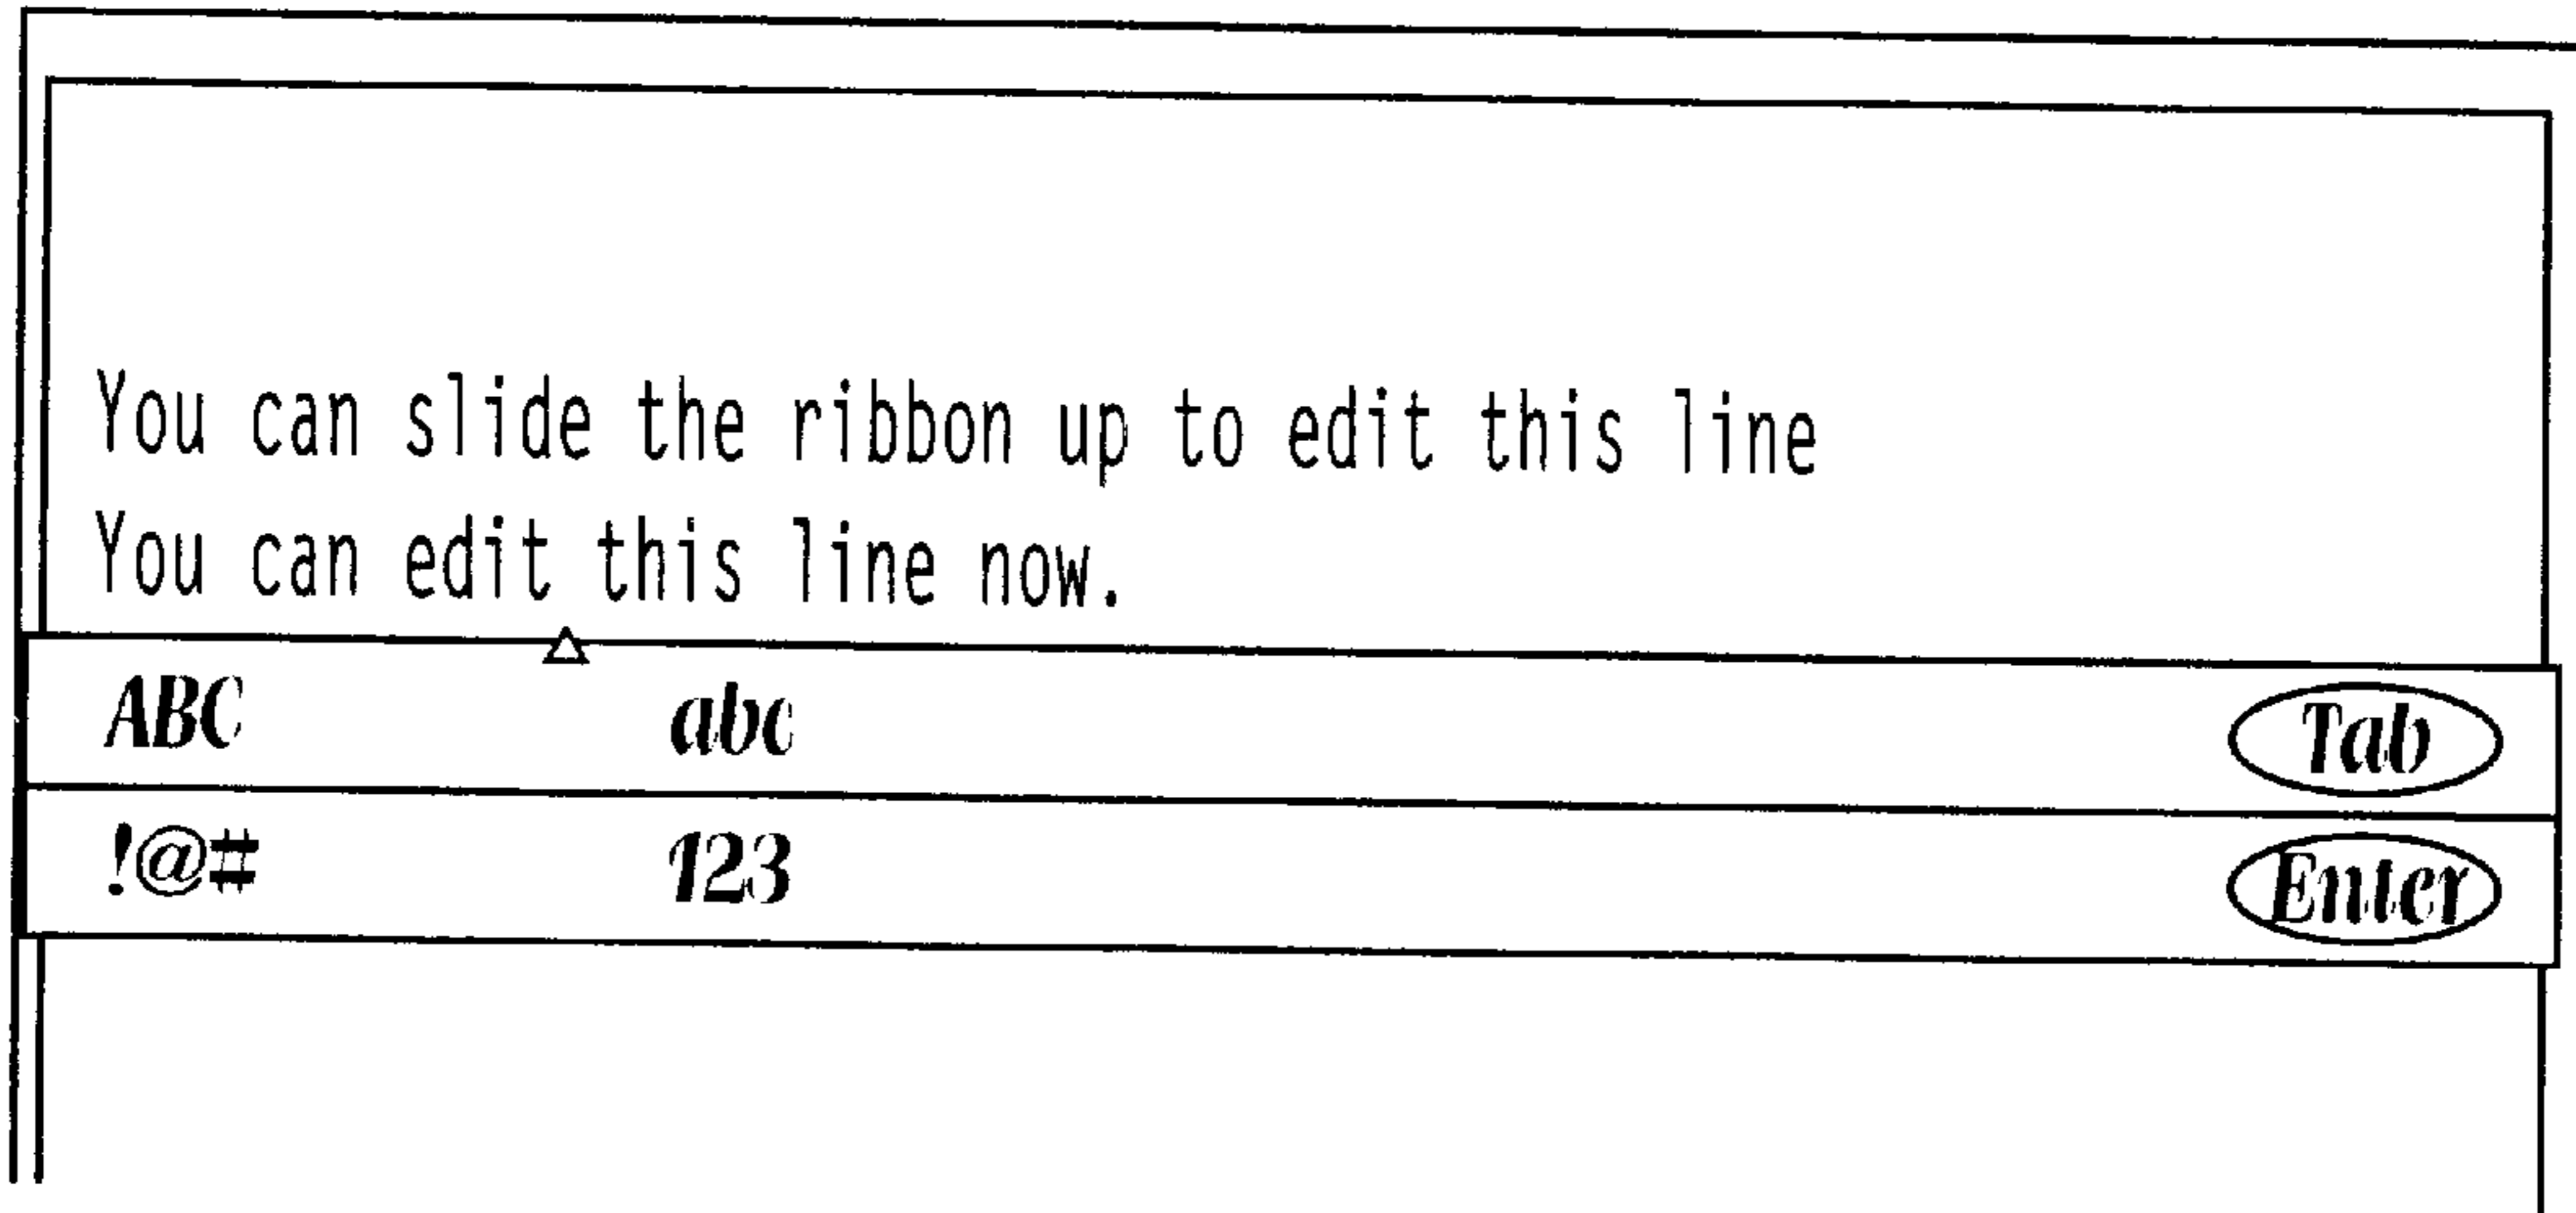 You can slide the ribbon up to edit this line
You can edit this line now.
ABC abc Tab
!@# 123 Enter